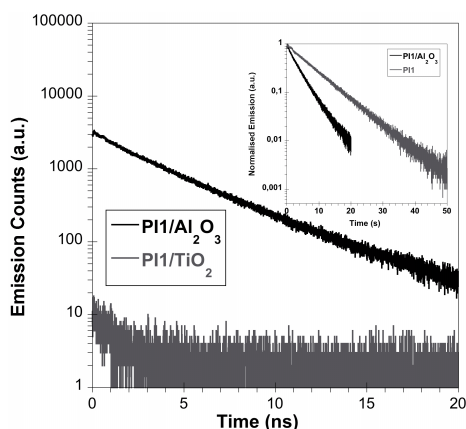 100000
10000
1000
100
10
1
0
5
10
15
20
Emission Counts (a.u.)
Time (ns)
PI1/Al2O3
PI1/TiO2
1
0,1
0,01
0,001
0
10
20
30
40
50
Normalised Emission (a.u.)
Time (s)
PI1/Al2O3
PI1